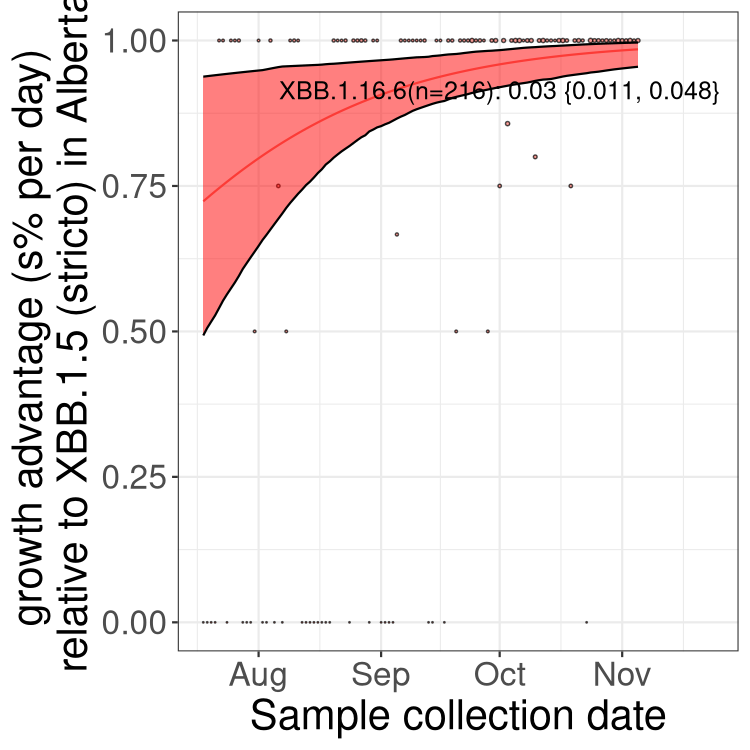 growth advantage (s% per day)
relative to XBB.1.5 (stricto) in Alberta
1.00
0.75
0.50
0.25
0.00
XBB.1.16.6(n=216): 0.03 {0.011, 0.048}
Aug Sep Oct Nov
Sample collection date